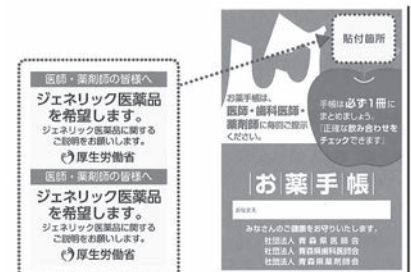 医師・薬剤師の皆様へ
ジェネリック医薬品
を希望します。
ジェネリック医薬品に関する
ご説明をお願いします。
厚生労働省
医師・薬剤師の皆様へ
ジェネリック医薬品
を希望します。
ジェネリック医薬品に関する
ご説明をお願いします。
厚生労働省
貼付箇所
お薬手帳は、
医師・歯科医師・
薬剤師に毎回ご提示
ください。
手帳は必ず1冊に
まとめましょう。
「正確な飲み合わせを
チェックできます」
お薬手帳
おなまえ
みなさんのご健康をお守りいたします。
社団法人 青森県医師会
社団法人 青森県歯科医師会
社団法人 青森県薬剤師会